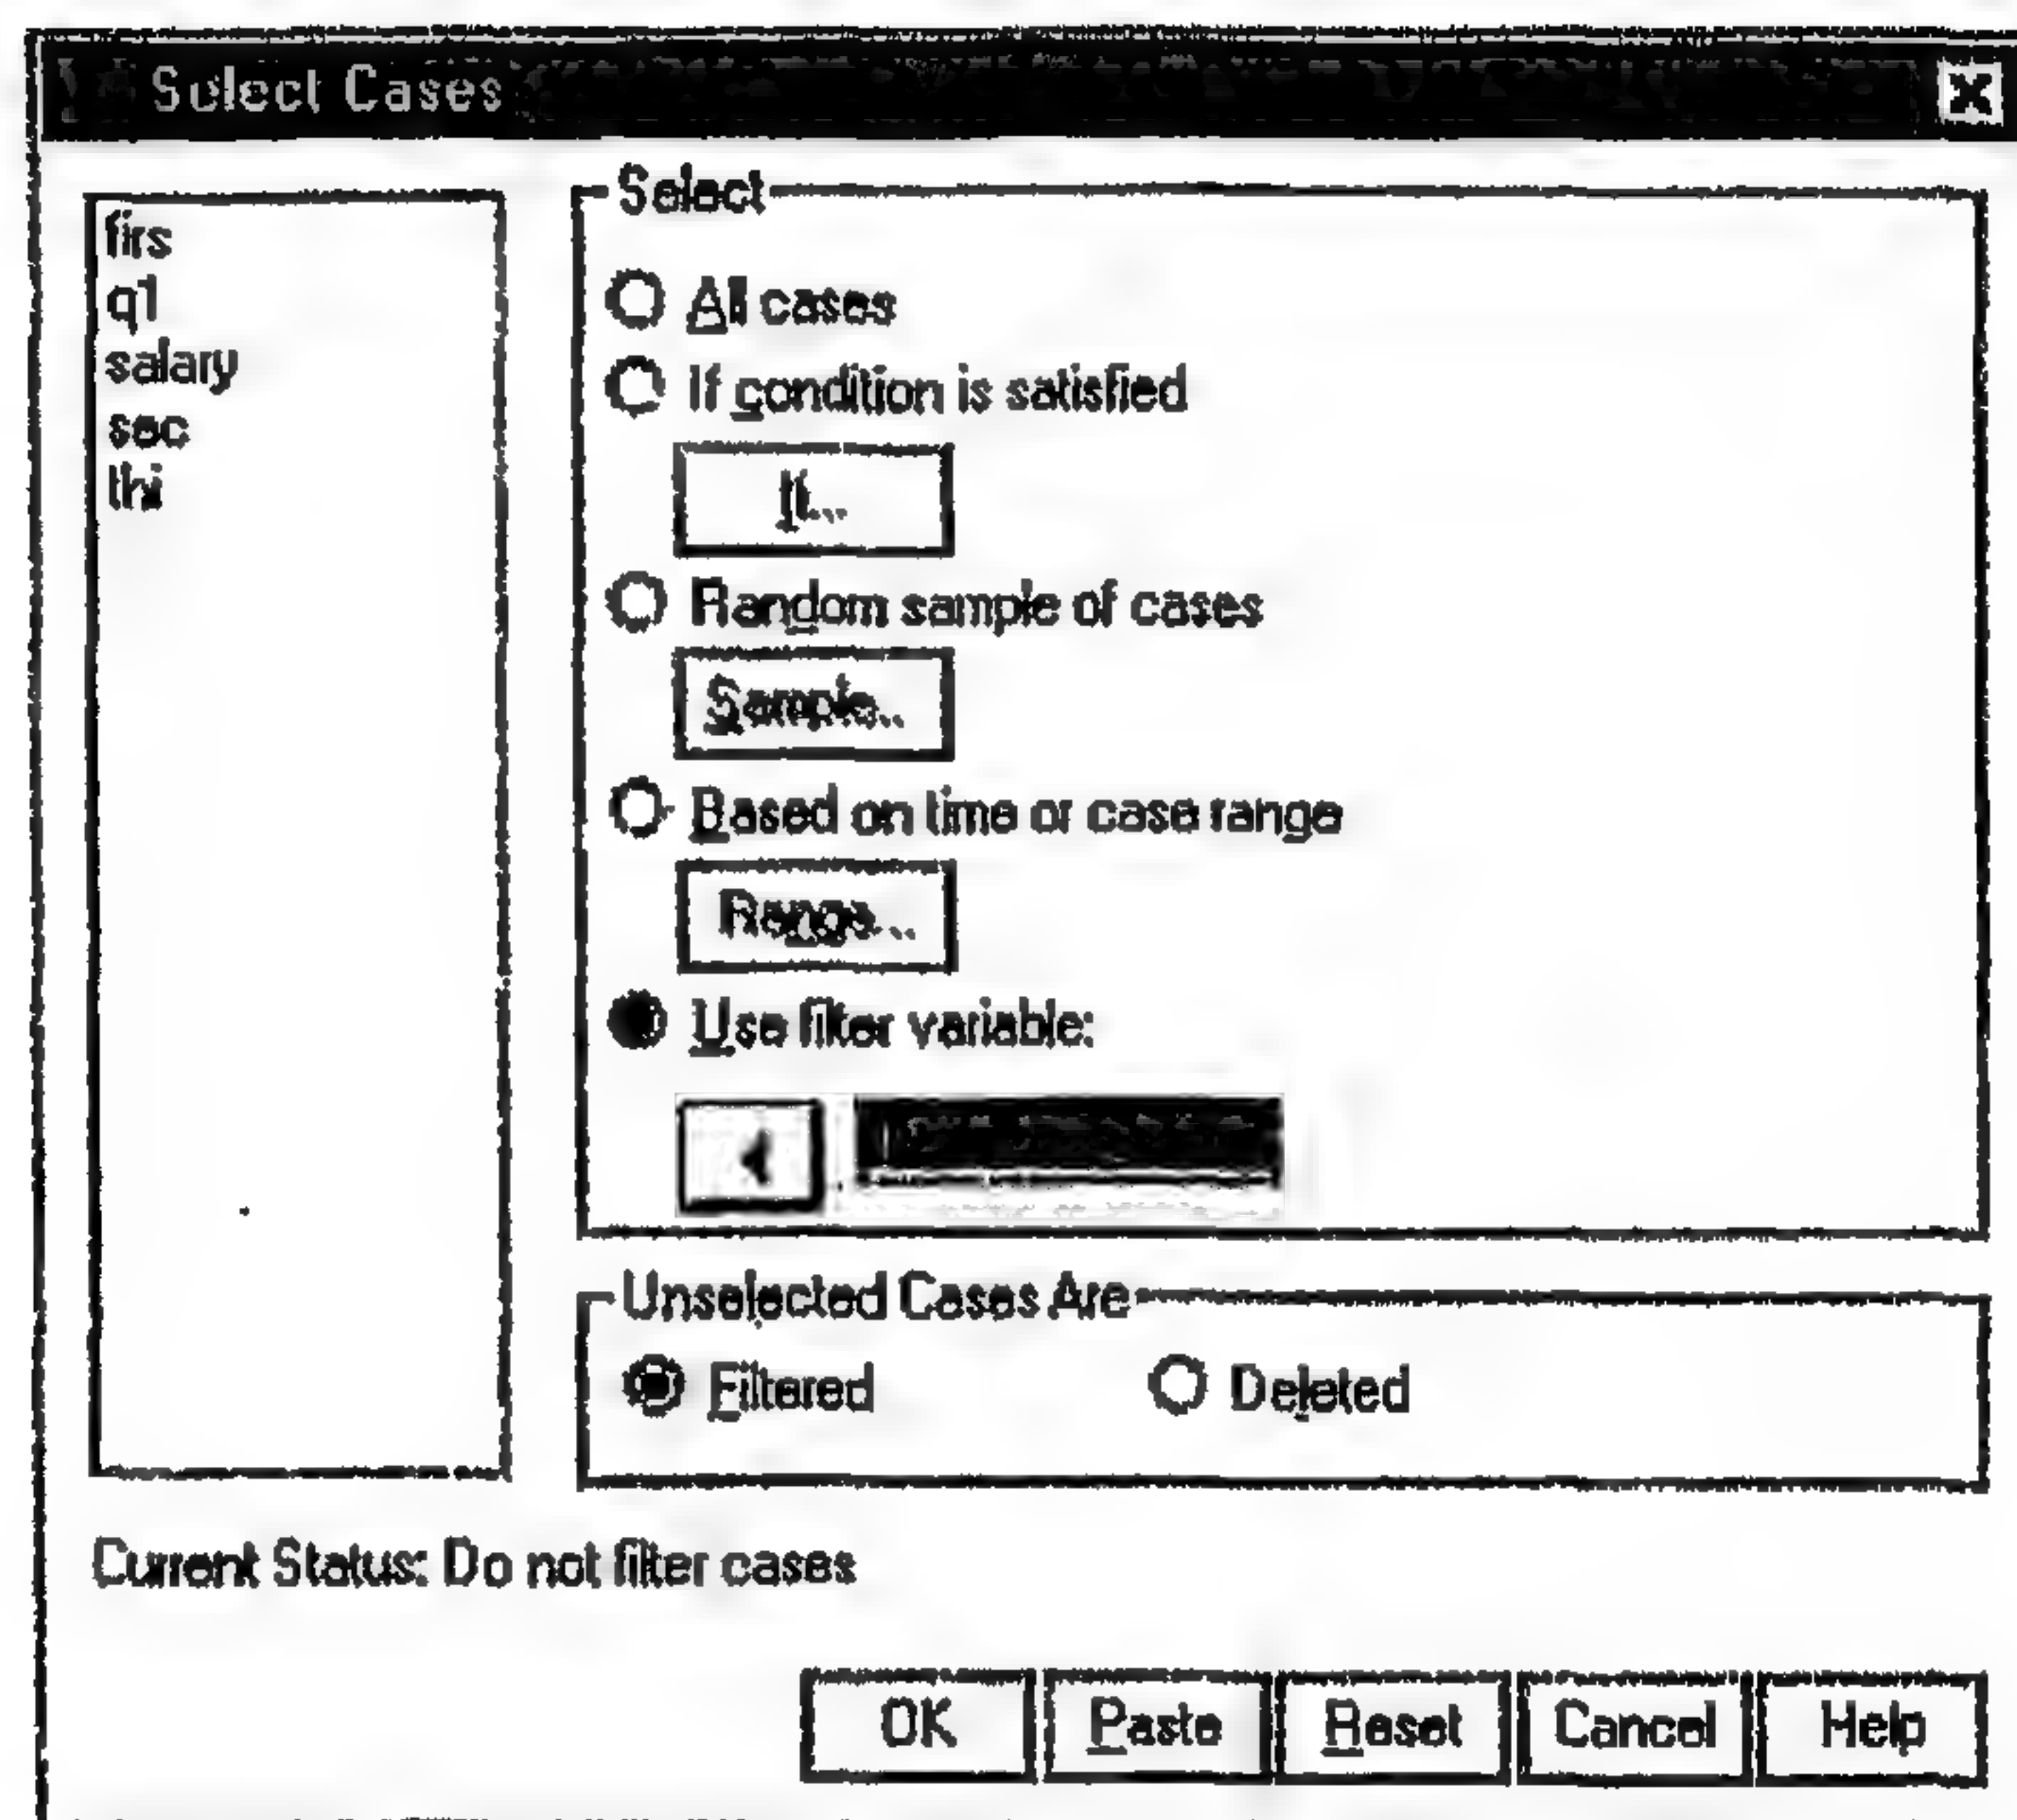 Select Cases
firs
q1
salary
sec
thi
Select
All cases
If condition is satisfied
If...
Random sample of cases
Sample...
Based on time or case range
Range...
Use filter variable:
Unselected Cases Are
Filtered
Deleted
Current Status: Do not filter cases
OK
Paste
Reset
Cancel
Help